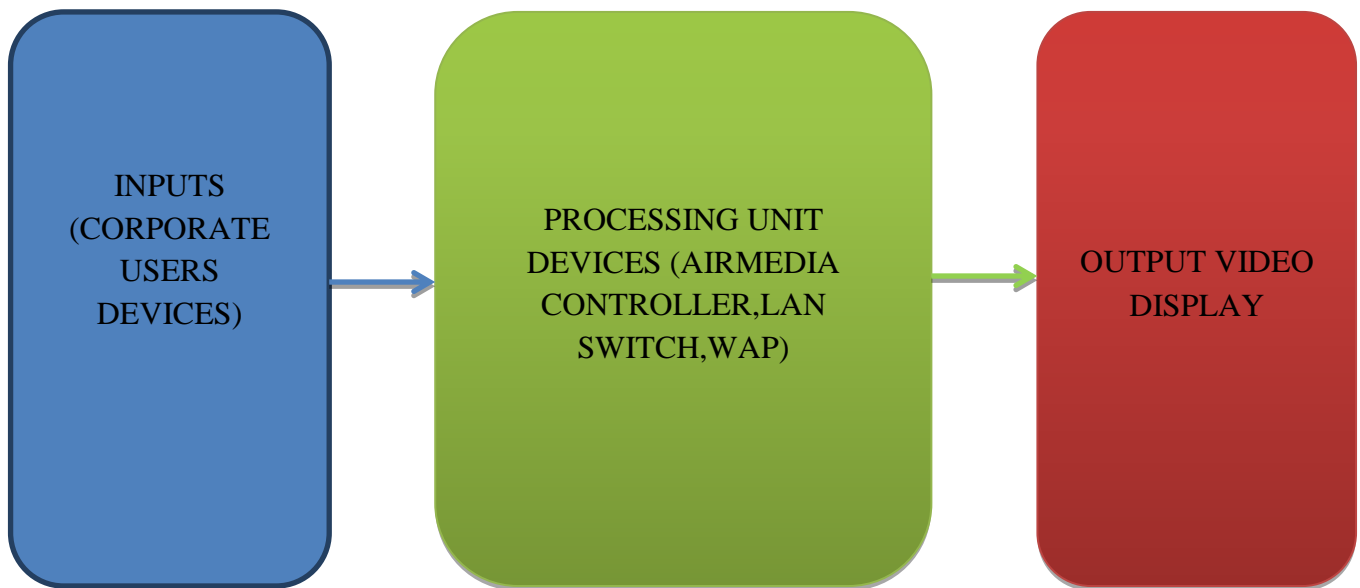 INPUTS
(CORPORATE
USERS
DEVICES)
PROCESSING UNIT
DEVICES (AIRMEDIA
CONTROLLER,LAN
SWITCH,WAP)
OUTPUT VIDEO
DISPLAY